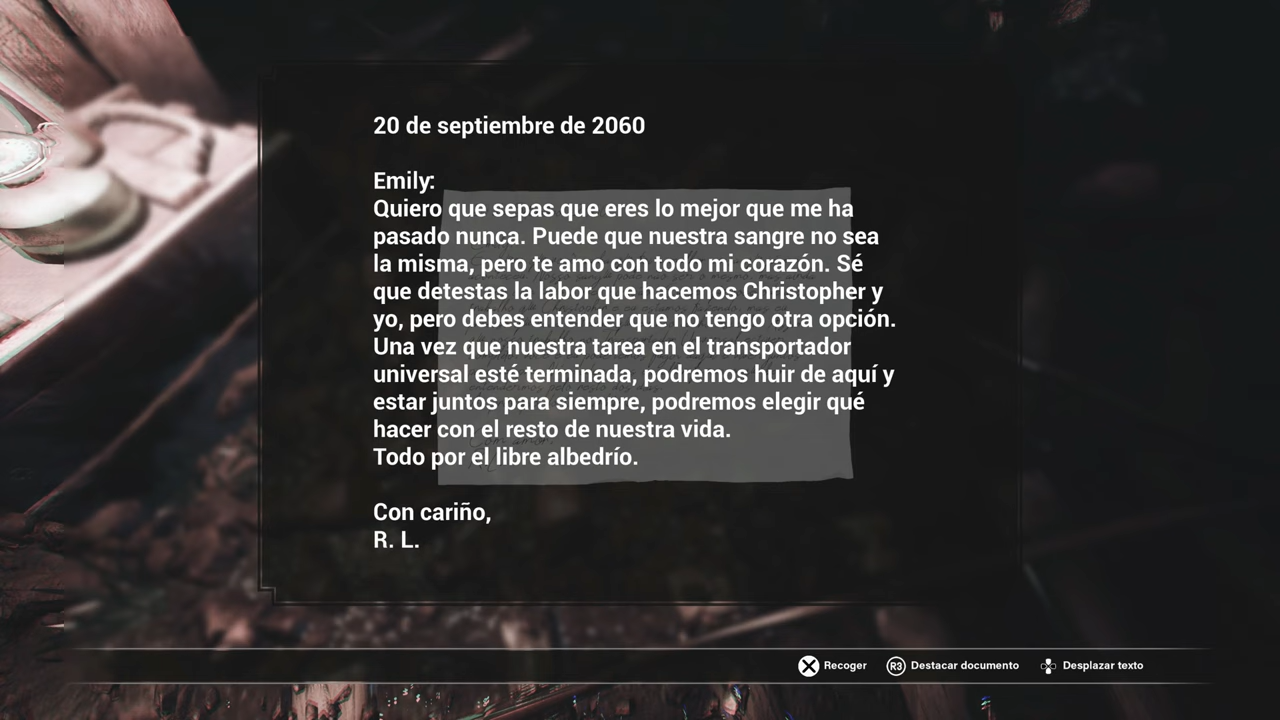 20 de septiembre de 2060
Emily:
Quiero que sepas que eres lo mejor que me ha
pasado nunca. Puede que nuestra sangre no sea
la misma, pero te amo con todo mi corazón. Sé
que detestas la labor que hacemos Christopher y
yo, pero debes entender que no tengo otra opción.
Una vez que nuestra tarea en el transportador
universal esté terminada, podremos huir de aquí y
estar juntos para siempre, podremos elegir qué
hacer con el resto de nuestra vida.
Todo por el libre albedrío.
Con cariño,
R. L.
Recoger R3 Destacar documento Desplazar texto